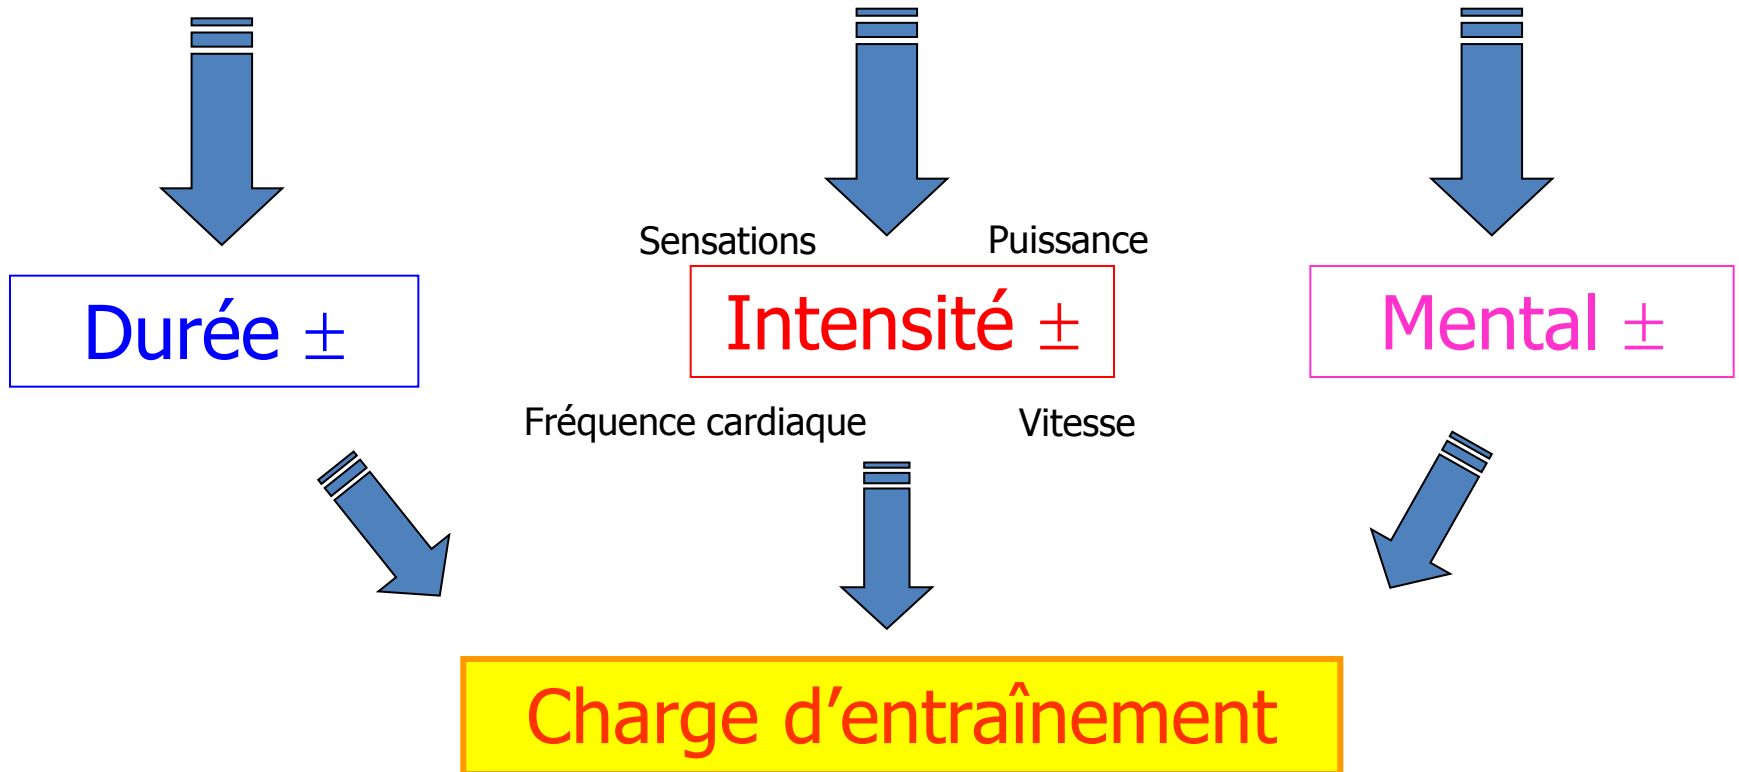 Sensations
Puissance
Durée ±
Intensité ±
Mental ±
Fréquence cardiaque
Vitesse
Charge d’entraînement